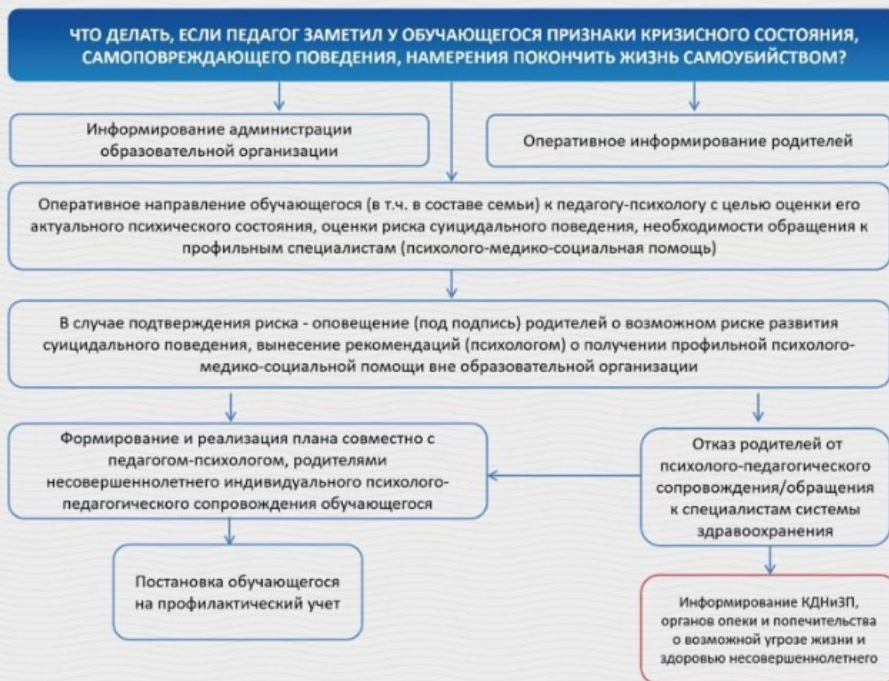 ЧТО ДЕЛАТЬ, ЕСЛИ ПЕДАГОГ ЗАМЕТИЛ У ОБУЧАЮЩЕГОСЯ ПРИЗНАКИ КРИЗИСНОГО СОСТОЯНИЯ,
САМОПОВРЕЖДАЮЩЕГО ПОВЕДЕНИЯ, НАМЕРЕНИЯ ПОКОНЧИТЬ ЖИЗНЬ САМОУБИЙСТВОМ?
Информирование администрации
образовательной организации
Оперативное информирование родителей
Оперативное направление обучающегося (в т.ч. в составе семьи) к педагогу-психологу с целью оценки его
актуального психического состояния, оценки риска суицидального поведения, необходимости обращения к
профильным специалистам (психолого-медико-социальная помощь)
В случае подтверждения риска - оповещение (под подпись) родителей о возможном риске развития
суицидального поведения, вынесение рекомендаций (психологом) о получении профильной психолого-
медико-социальной помощи вне образовательной организации
Формирование и реализация плана совместно с
педагогом-психологом, родителями
несовершеннолетнего индивидуального психолого-
педагогического сопровождения обучающегося
Отказ родителей от
психолого-педагогического
сопровождения/обращения
к специалистам системы
здравоохранения
Постановка обучающегося
на профилактический учет
Информирование КДНиЗП,
органов опеки и попечительства
о возможной угрозе жизни и
здоровью несовершеннолетнего